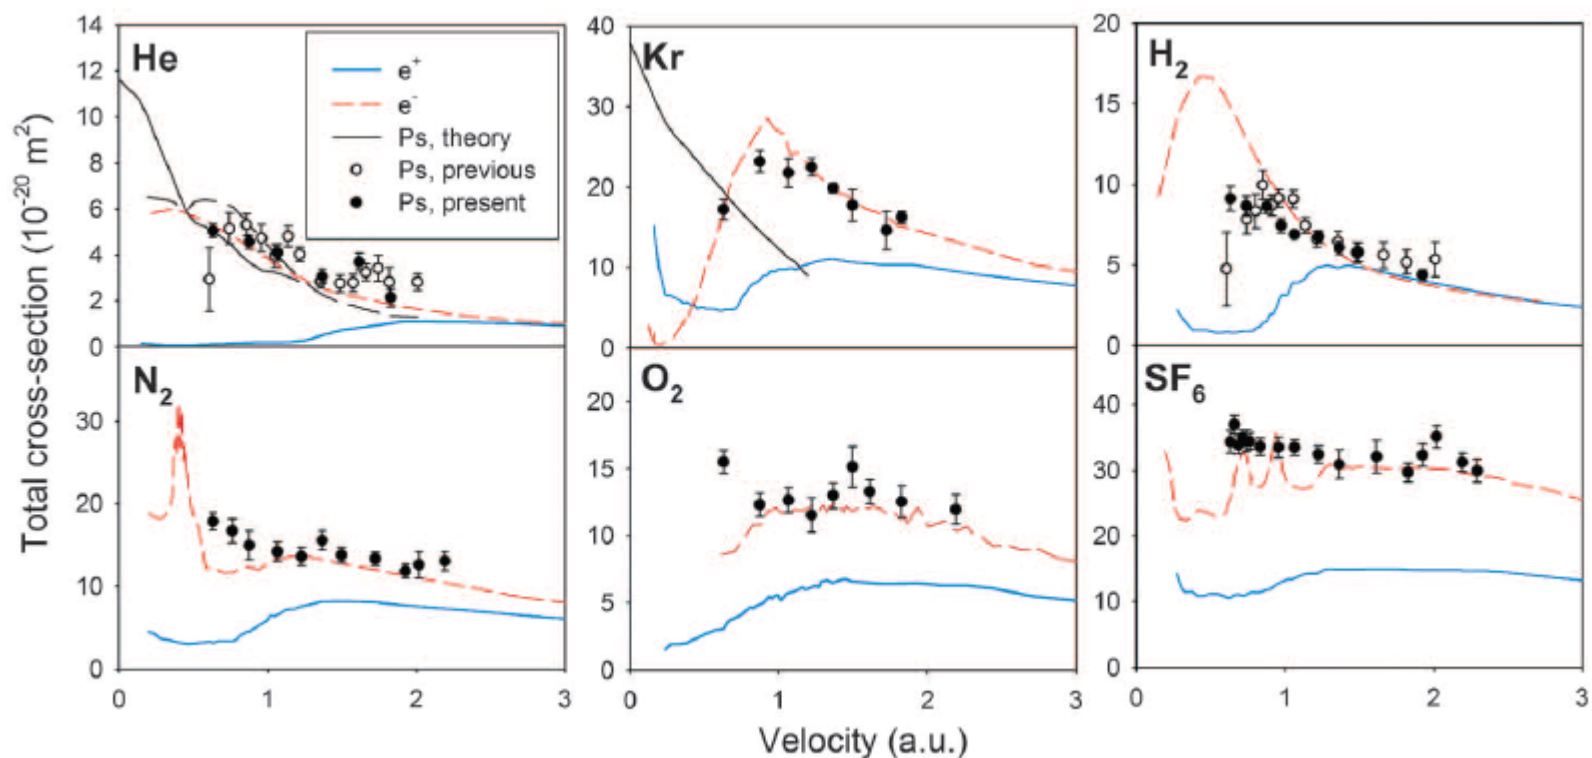 Total cross-section (10⁻²⁰ m²)
14
12
10
8
6
4
2
0
He
e⁺
e⁻
Ps, theory
Ps, previous
Ps, present
40
30
20
10
0
Kr
20
15
10
5
0
H₂
30
20
10
0
N₂
0 1 2 3
20
15
10
5
0
O₂
0 1 2 3
40
30
20
10
0
SF₆
0 1 2 3
Velocity (a.u.)